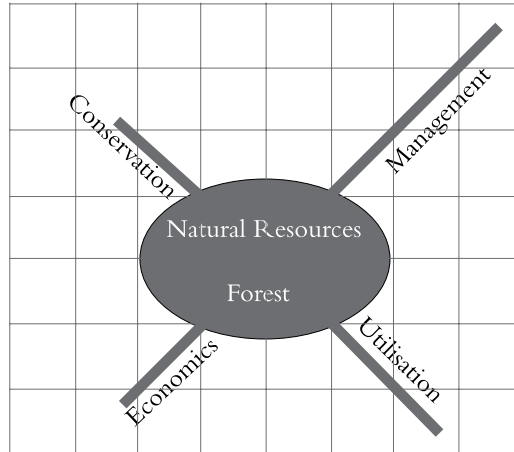 Conservation
Management
Natural Resources
Forest
Economics
Utilisation